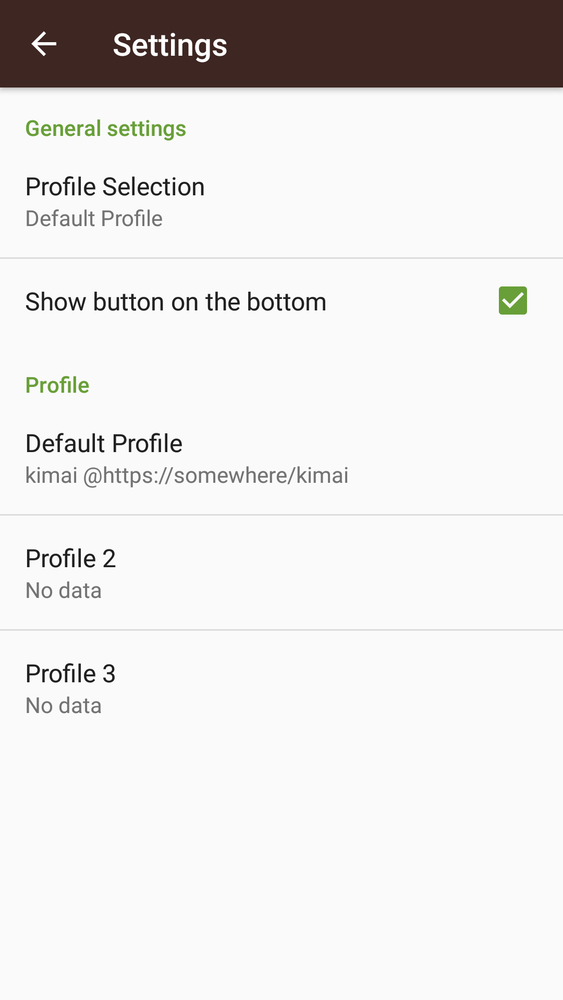 Settings
General settings
Profile Selection
Default Profile
Show button on the bottom
Profile
Default Profile
kimai @https://somewhere/kimai
Profile 2
No data
Profile 3
No data